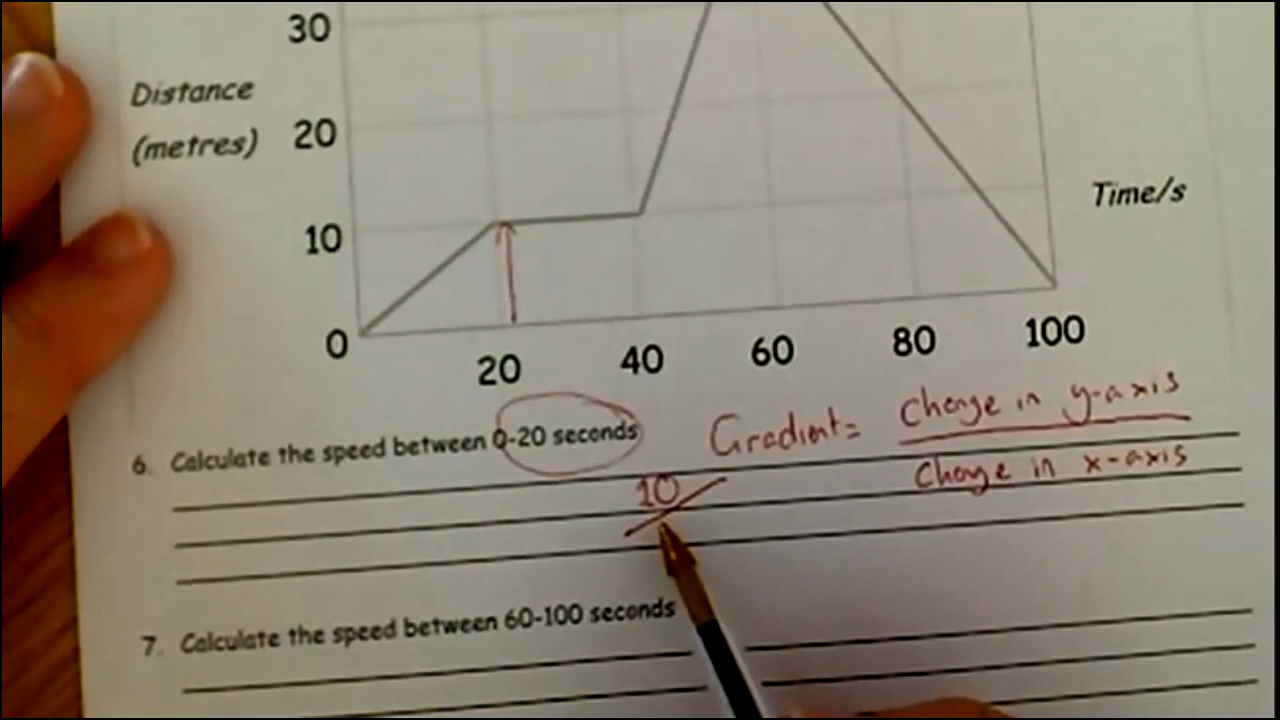 30
Distance
(metres)
20
10
Time/s
0
20
40
60
80
100
6. Calculate the speed between 0-20 seconds
Gradient = Change in y-axis
Change in x-axis
10
7. Calculate the speed between 60-100 seconds